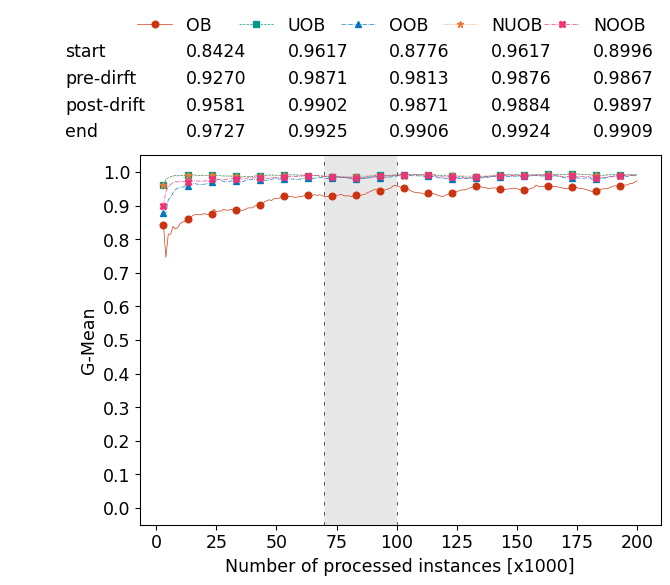 OB UOB OOB NUOB NOOB
start 0.8424 0.9617 0.8776 0.9617 0.8996
pre-dirft 0.9270 0.9871 0.9813 0.9876 0.9867
post-drift 0.9581 0.9902 0.9871 0.9884 0.9897
end 0.9727 0.9925 0.9906 0.9924 0.9909
1.0
0.9
0.8
0.7
0.6
0.5
0.4
0.3
0.2
0.1
0.0
G-Mean
0 25 50 75 100 125 150 175 200
Number of processed instances [x1000]